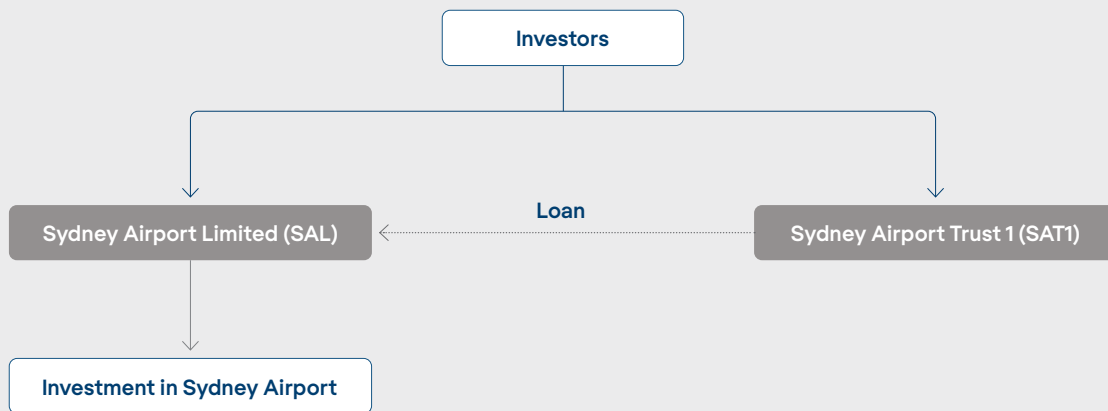 Investors
Loan
Sydney Airport Limited (SAL)
Sydney Airport Trust 1 (SAT1)
Investment in Sydney Airport